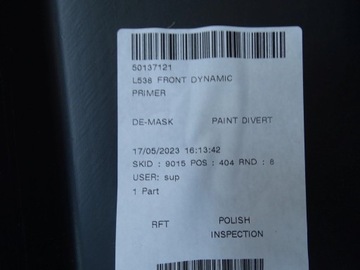 50137121
L538 FRONT DYNAMIC
PRIMER
DE-MASK PAINT DIVERT
17/05/2023 16:13:42
SKID : 9015 POS : 404 RND : 6
USER: sup
1 Part
RFT POLISH
INSPECTION